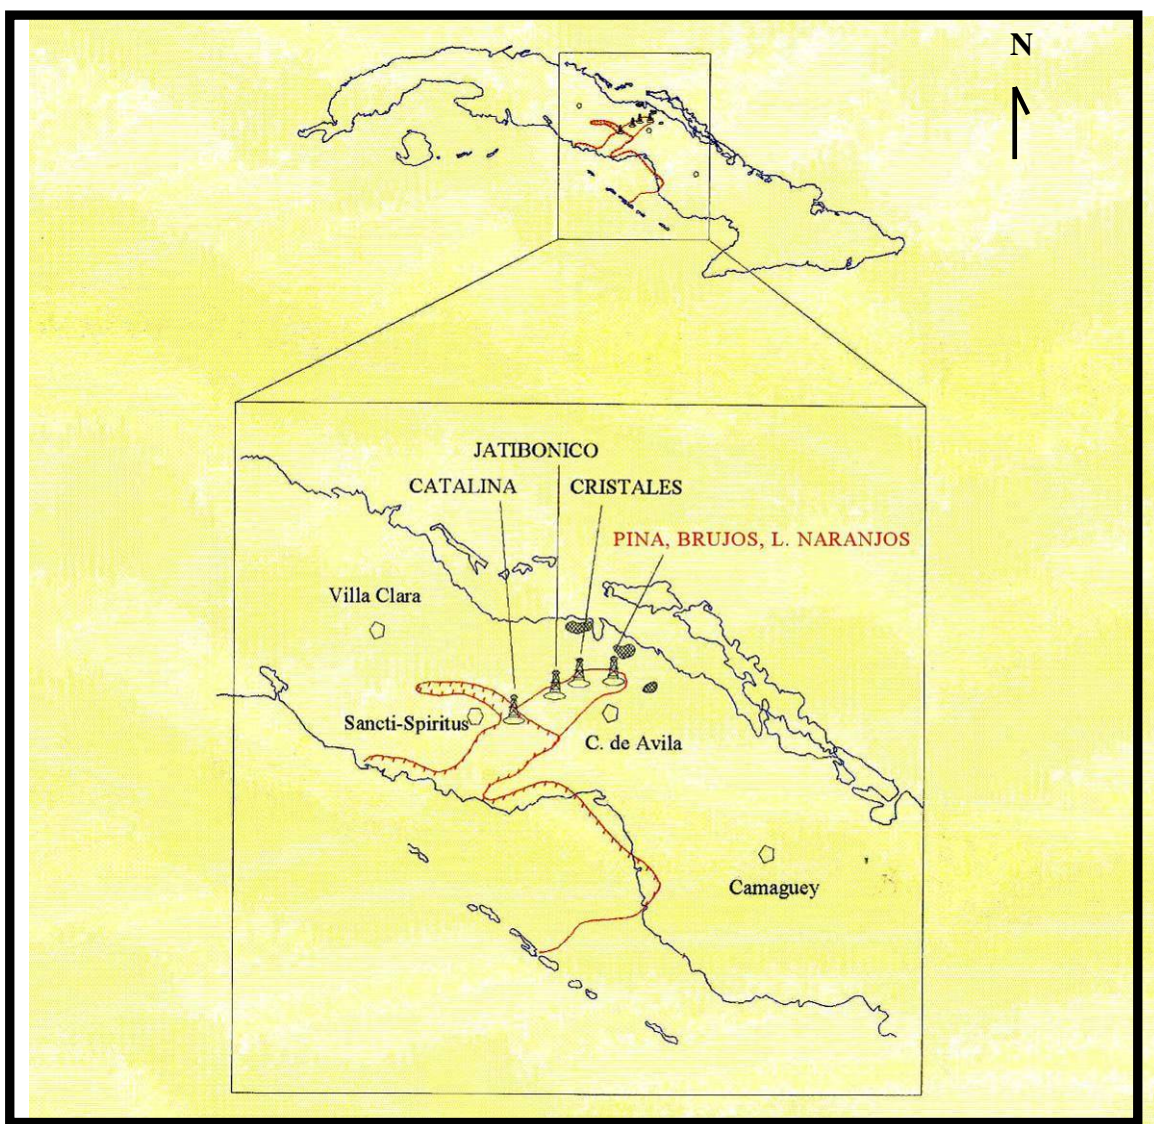 N
JATIBONICO
CATALINA
CRISTALES
PINA, BRUJOS, L. NARANJOS
Villa Clara
Sancti-Spiritus
C. de Avila
Camaguey